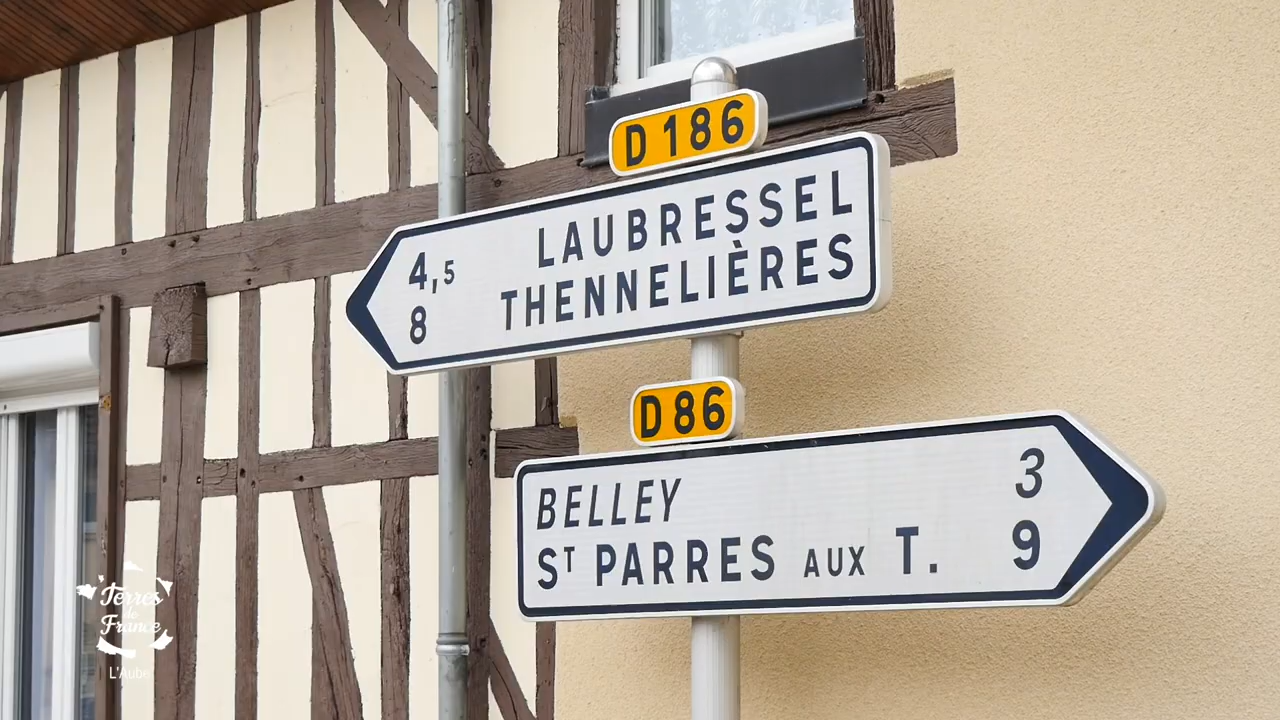 D 186
4,5 LAUBRESSEL
8 THENNELIÈRES
D 86
BELLEY 3
ST PARRES AUX T. 9
Terres
de
France
L'Aube